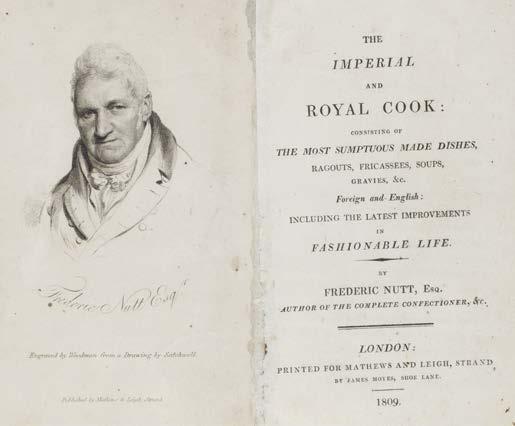 Frederic Nutt Esqr.
Engraved by Woodman from a Drawing by Satchwell.
Published by Mathews & Leigh, Strand.
THE
IMPERIAL
AND
ROYAL COOK:
CONSISTING OF
THE MOST SUMPTUOUS MADE DISHES,
RAGOUTS, FRICASSEES, SOUPS,
GRAVIES, &c.
Foreign and English:
INCLUDING THE LATEST IMPROVEMENTS
IN
FASHIONABLE LIFE.
BY
FREDERIC NUTT, ESQ.
AUTHOR OF THE COMPLETE CONFECTIONER, &c.
LONDON:
PRINTED FOR MATHEWS AND LEIGH, STRAND
BY JAMES MOYES, SHOE LANE.
1809.